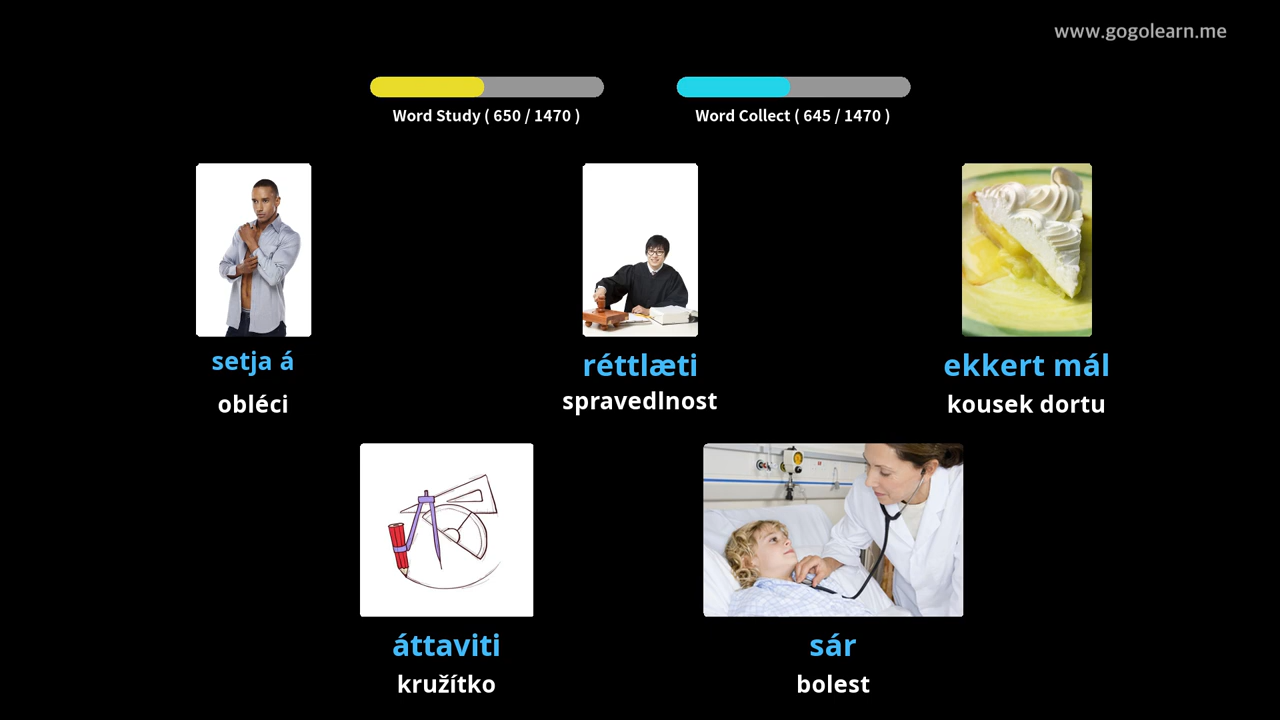 www.gogolearn.me
Word Study ( 650 / 1470 )
Word Collect ( 645 / 1470 )
setja á
obléci
réttlæti
spravedlnost
ekkert mál
kousek dortu
áttaviti
kružítko
sár
bolest